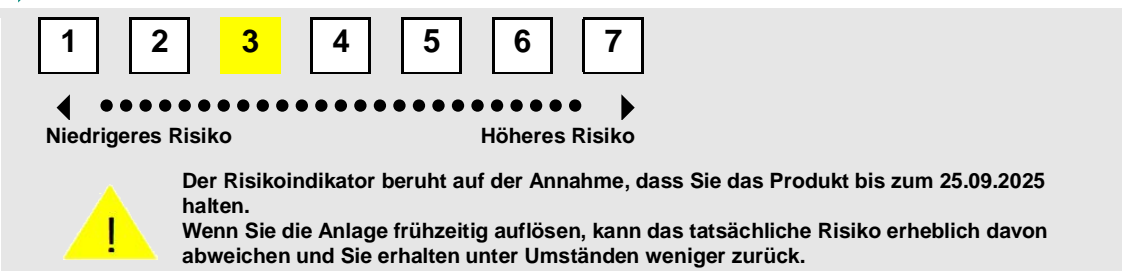 1 2 3 4 5 6 7
Niedrigeres Risiko Höheres Risiko
Der Risikoindikator beruht auf der Annahme, dass Sie das Produkt bis zum 25.09.2025
halten.
Wenn Sie die Anlage frühzeitig auflösen, kann das tatsächliche Risiko erheblich davon
abweichen und Sie erhalten unter Umständen weniger zurück.
!